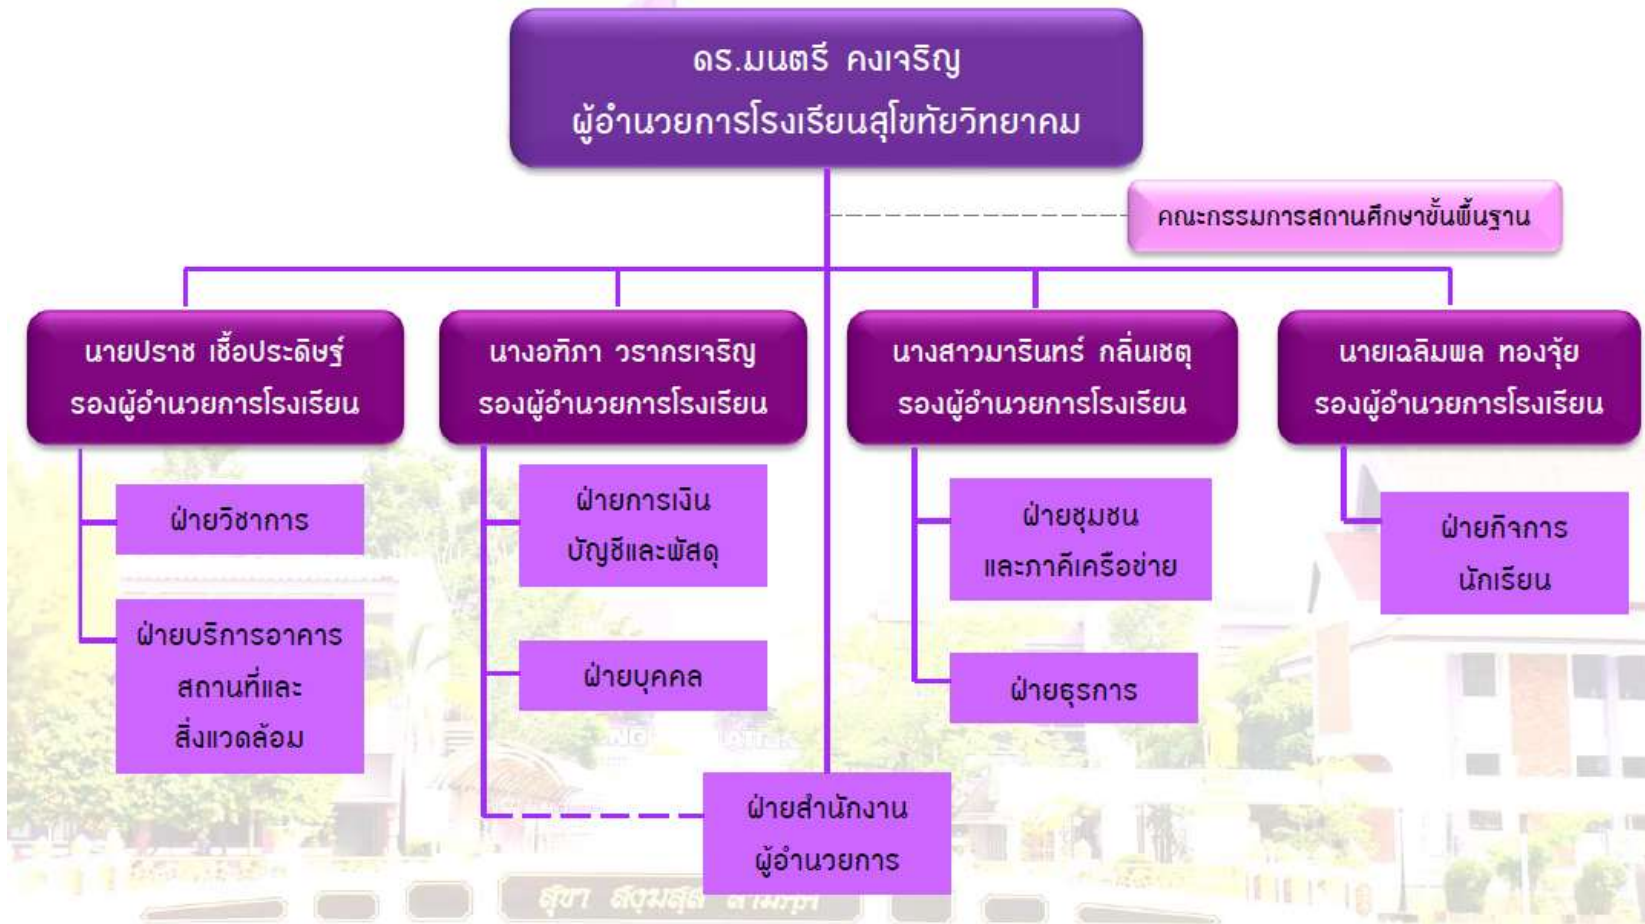 ดร.มนตรี คงเจริญ
ผู้อำนวยการโรงเรียนสุโขทัยวิทยาคม
คณะกรรมการสถานศึกษาขั้นพื้นฐาน
นายปราช เชื้อประดิษฐ์
รองผู้อำนวยการโรงเรียน
นางอฑิภา วรากรเจริญ
รองผู้อำนวยการโรงเรียน
นางสาวมารินทร์ กลิ่นเชตุ
รองผู้อำนวยการโรงเรียน
นายเฉลิมพล ทองจุ้ย
รองผู้อำนวยการโรงเรียน
ฝ่ายวิชาการ
ฝ่ายบริการอาคาร
สถานที่และ
สิ่งแวดล้อม
ฝ่ายการเงิน
บัญชีและพัสดุ
ฝ่ายบุคคล
ฝ่ายชุมชน
และภาคีเครือข่าย
ฝ่ายธุรการ
ฝ่ายกิจการ
นักเรียน
ฝ่ายสำนักงาน
ผู้อำนวยการ